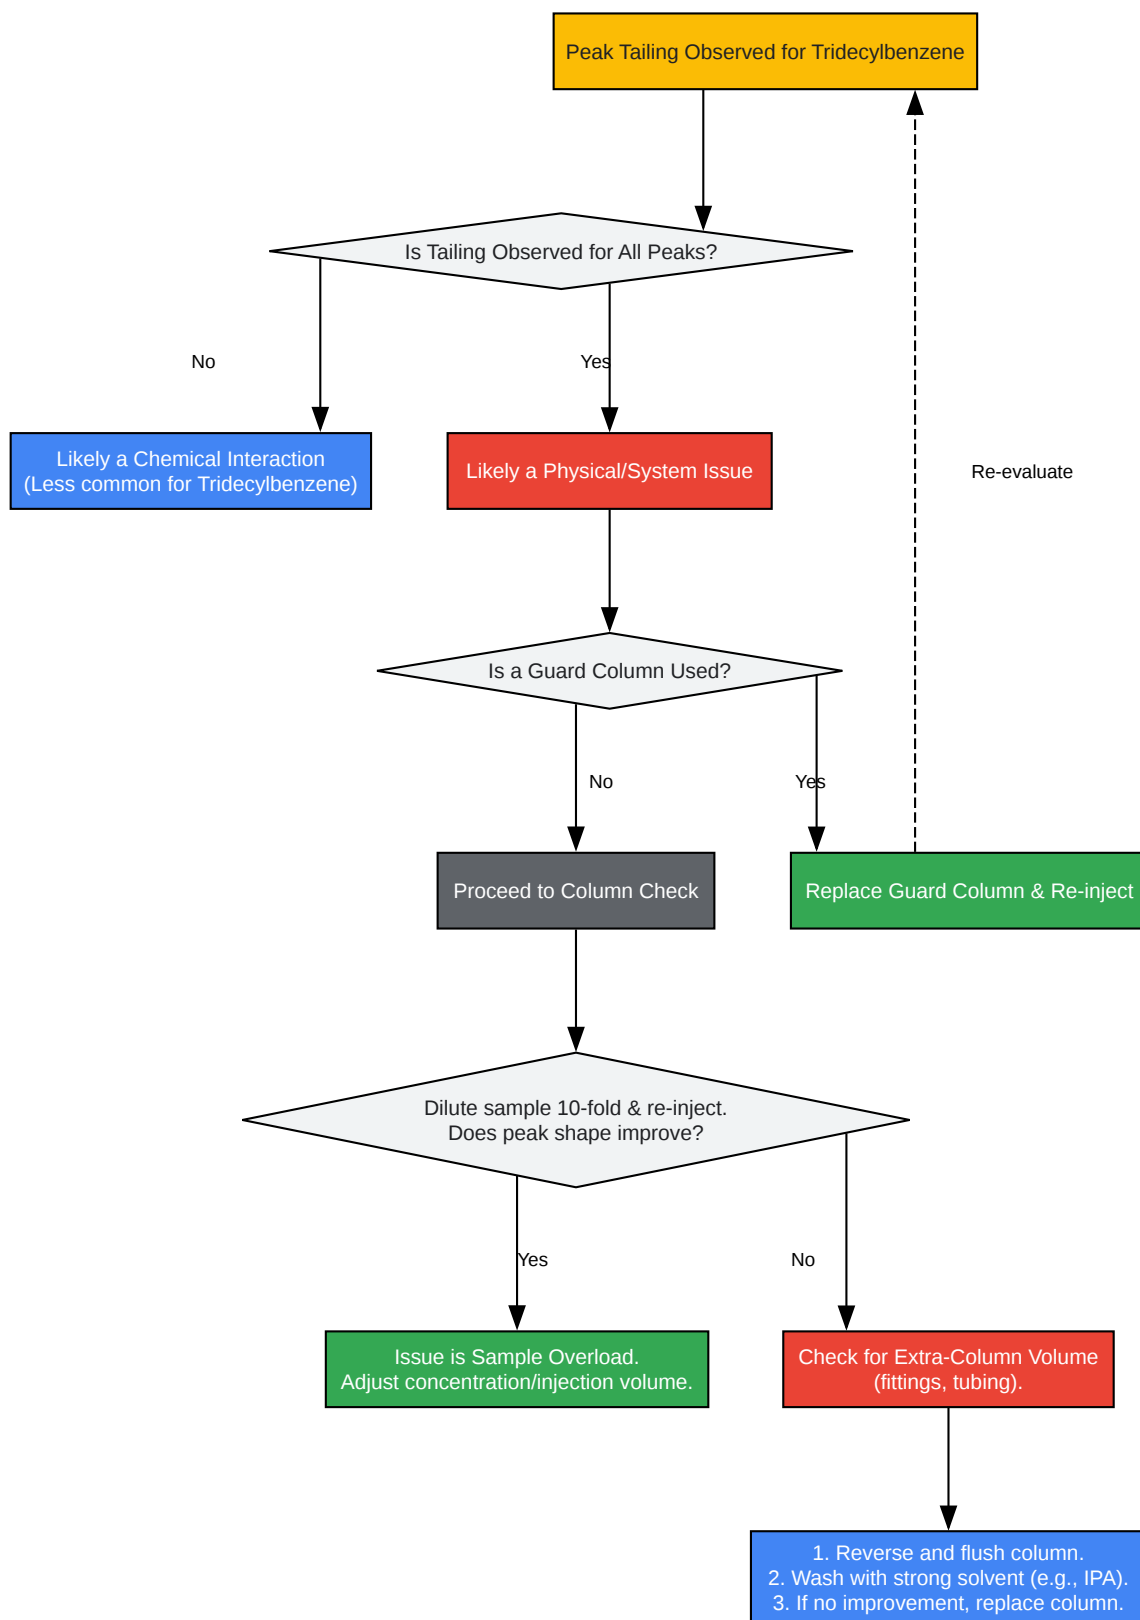 Peak Tailing Observed for Tridecylbenzene
Is Tailing Observed for All Peaks?
No
Yes
Likely a Chemical Interaction
(Less common for Tridecylbenzene)
Likely a Physical/System Issue
Re-evaluate
Is a Guard Column Used?
No
Yes
Proceed to Column Check
Replace Guard Column & Re-inject
Dilute sample 10-fold & re-inject.
Does peak shape improve?
Yes
No
Issue is Sample Overload.
Adjust concentration/injection volume.
Check for Extra-Column Volume
(fittings, tubing).
1. Reverse and flush column.
2. Wash with strong solvent (e.g., IPA).
3. If no improvement, replace column.